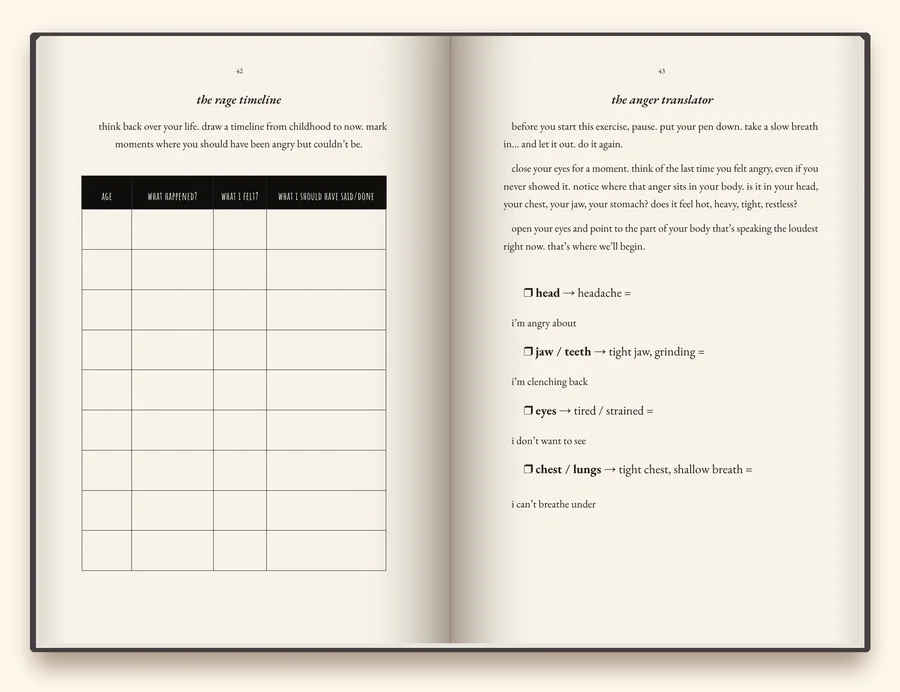 42
the rage timeline
think back over your life. draw a timeline from childhood to now. mark
moments where you should have been angry but couldn’t be.
AGE WHAT HAPPENED? WHAT I FELT? WHAT I SHOULD HAVE SAID/DONE
43
the anger translator
before you start this exercise, pause. put your pen down. take a slow breath
in... and let it out. do it again.
close your eyes for a moment. think of the last time you felt angry, even if you
never showed it. notice where that anger sits in your body. is it in your head,
your chest, your jaw, your stomach? does it feel hot, heavy, tight, restless?
open your eyes and point to the part of your body that’s speaking the loudest
right now. that’s where we’ll begin.
❐ head → headache =
i’m angry about
❐ jaw / teeth → tight jaw, grinding =
i’m clenching back
❐ eyes → tired / strained =
i don’t want to see
❐ chest / lungs → tight chest, shallow breath =
i can’t breathe under